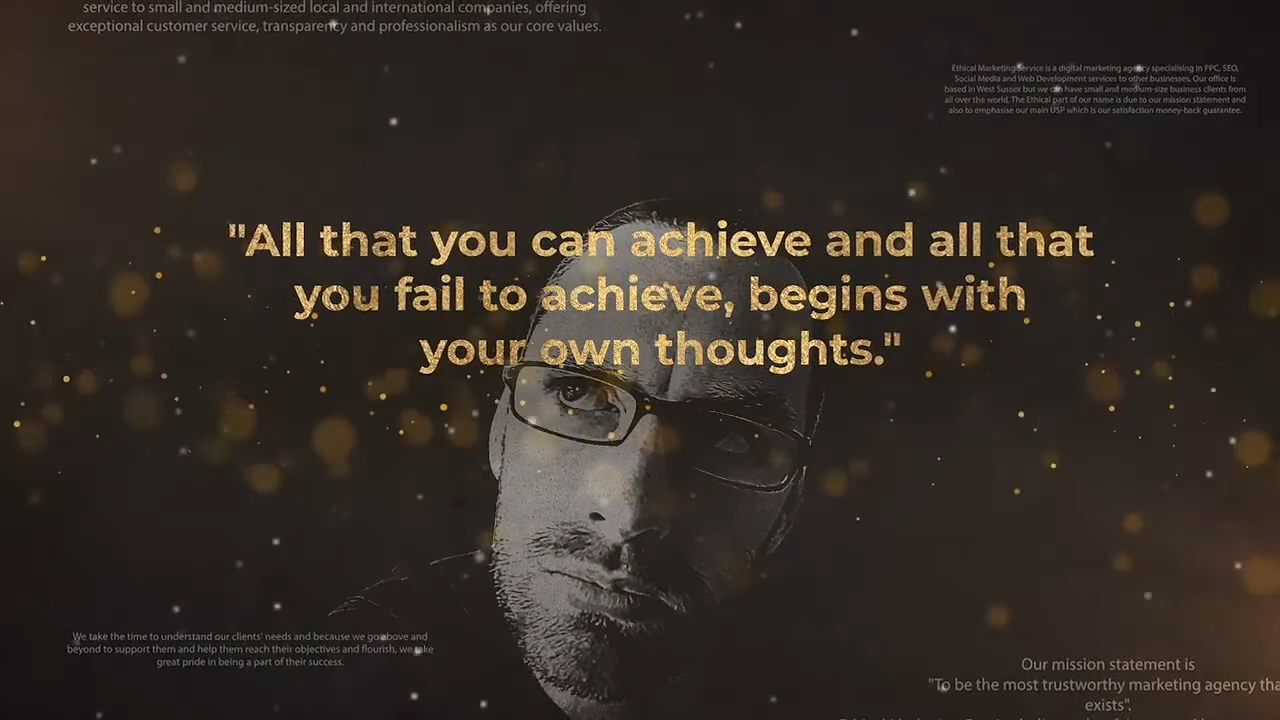 service to small and medium-sized local and international companies, offering
exceptional customer service, transparency and professionalism as our core values.
Ethical Marketing Service is a digital marketing agency specialising in PPC, SEO,
Social Media and Web Development services to other businesses. Our office is
based in West Sussex but we can have small and medium-size business clients from
all over the world. The Ethical part of our name is due to our mission statement and
also to emphasise our main USP which is our satisfaction money-back guarantee.
"All that you can achieve and all that
you fail to achieve, begins with
your own thoughts."
We take the time to understand our clients' needs and because we go above and
beyond to support them and help them reach their objectives and flourish, we take
great pride in being a part of their success.
Our mission statement is
"To be the most trustworthy marketing agency tha
exists".